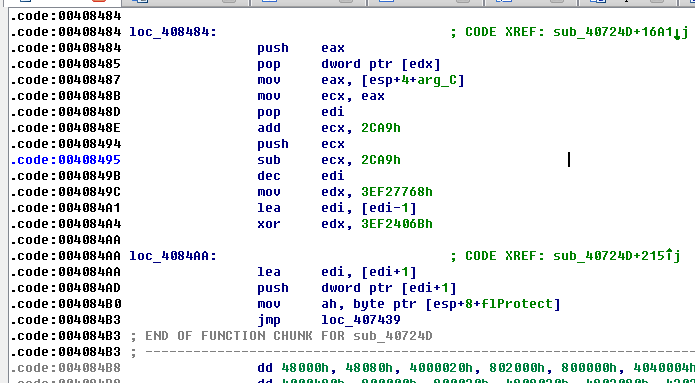 .code:00408484
.code:00408484 loc_408484: ; CODE XREF: sub_40724D+16A1↓j
.code:00408484 push eax
.code:00408485 pop dword ptr [edx]
.code:00408487 mov eax, [esp+4+arg_C]
.code:0040848B mov ecx, eax
.code:0040848D pop edi
.code:0040848E add ecx, 2CA9h
.code:00408494 push ecx
.code:00408495 sub ecx, 2CA9h
.code:0040849B dec edi
.code:0040849C mov edx, 3EF27768h
.code:004084A1 lea edi, [edi-1]
.code:004084A4 xor edx, 3EF2406Bh
.code:004084AA
.code:004084AA loc_4084AA: ; CODE XREF: sub_40724D+215↑j
.code:004084AA lea edi, [edi+1]
.code:004084AD push dword ptr [edi+1]
.code:004084B0 mov ah, byte ptr [esp+8+flProtect]
.code:004084B3 jmp loc_407439
.code:004084B3 ; END OF FUNCTION CHUNK FOR sub_40724D
.code:004084B3 ; ---------------------------------------------------------------------------
.code:004084B8 dd 48000h, 48080h, 4000020h, 802000h, 800000h,